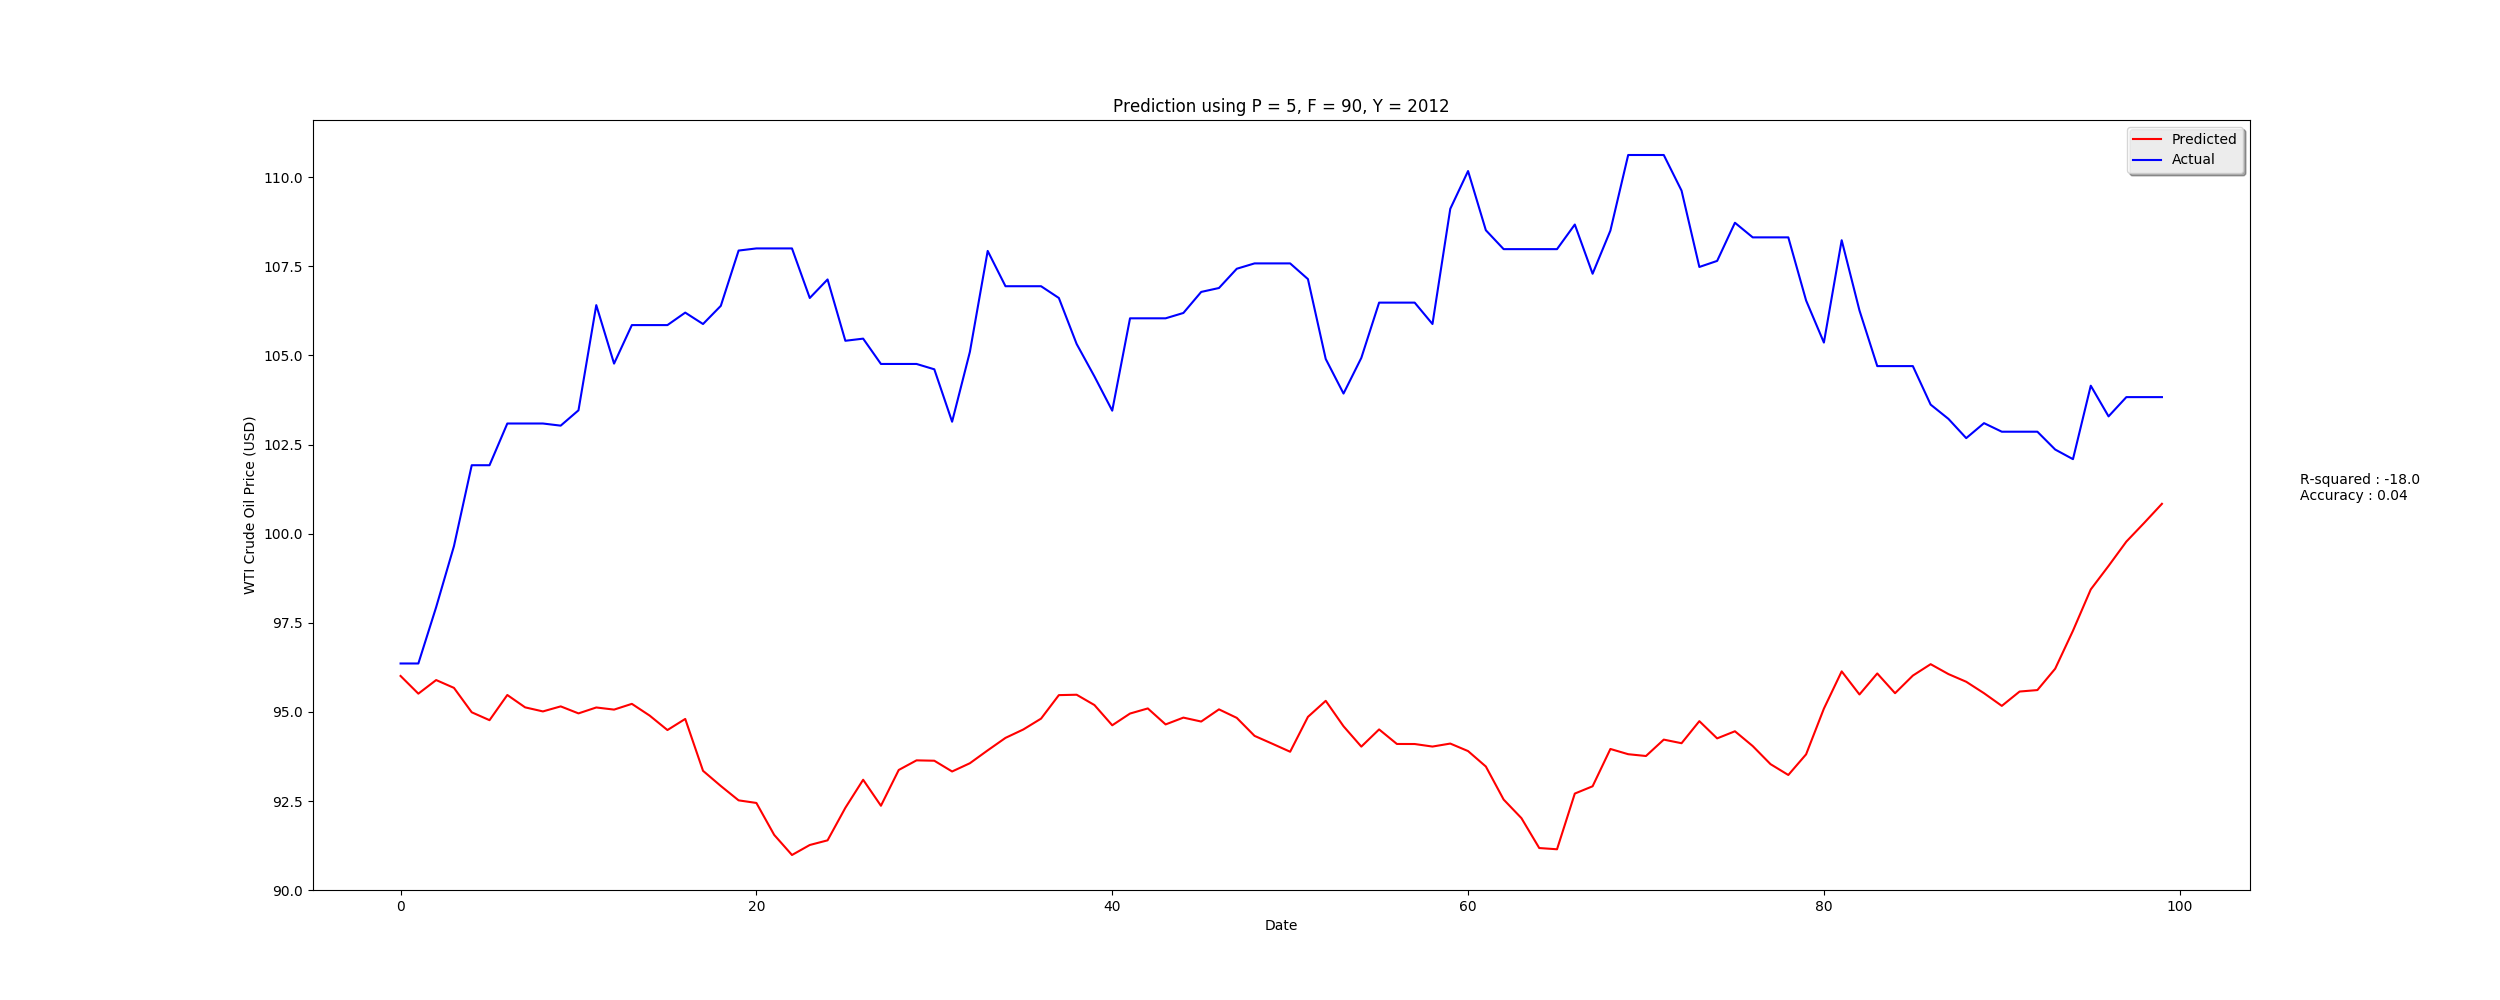 Prediction using P = 5, F = 90, Y = 2012
Predicted
Actual
110.0
107.5
105.0
102.5
100.0
97.5
95.0
92.5
90.0
WTI Crude Oil Price (USD)
R-squared : -18.0
Accuracy : 0.04
0 20 40 60 80 100
Date